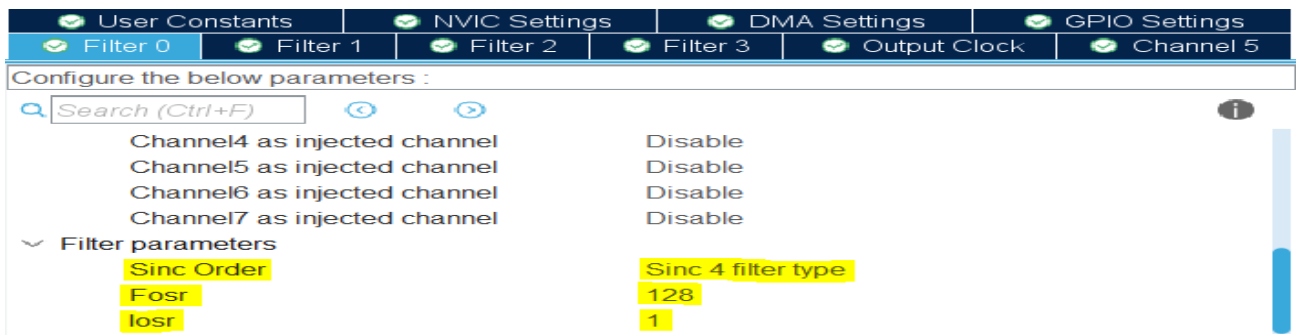 User Constants NVIC Settings DMA Settings GPIO Settings
Filter 0 Filter 1 Filter 2 Filter 3 Output Clock Channel 5
Configure the below parameters :
Search (Ctrl+F)
Channel4 as injected channel Disable
Channel5 as injected channel Disable
Channel6 as injected channel Disable
Channel7 as injected channel Disable
Filter parameters
Sinc Order Sinc 4 filter type
Fosr 128
Iosr 1